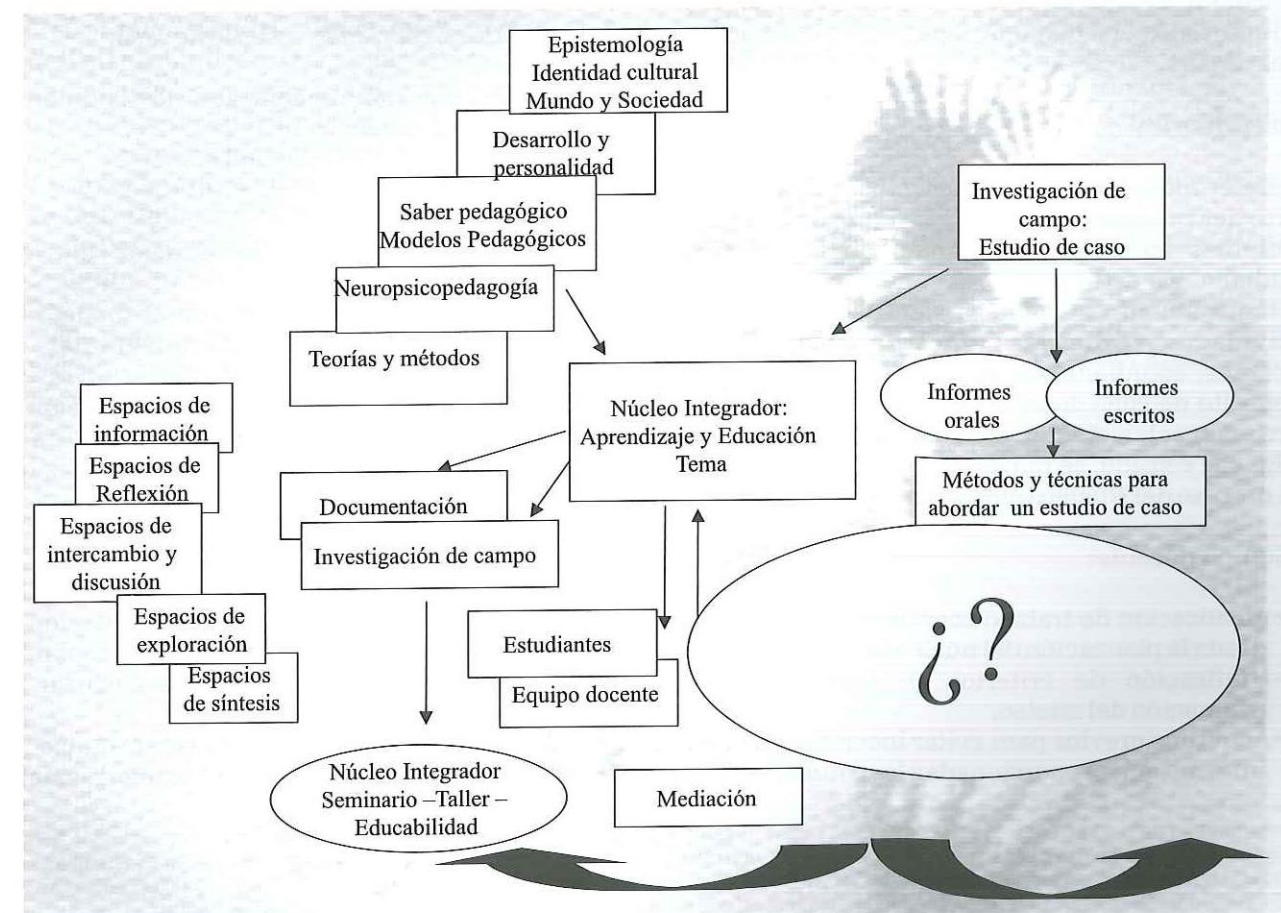 Epistemología
Identidad cultural
Mundo y Sociedad
Desarrollo y
personalidad
Saber pedagógico
Modelos Pedagógicos
Neuropsicopedagogía
Teorías y métodos
Investigación de
campo:
Estudio de caso
Informes
orales
Informes
escritos
Métodos y técnicas para
abordar un estudio de caso
¿?
Núcleo Integrador:
Aprendizaje y Educación
Tema
Espacios de
información
Espacios de
Reflexión
Espacios de
intercambio y
discusión
Espacios de
exploración
Espacios
de síntesis
Documentación
Investigación de campo
Estudiantes
Equipo docente
Núcleo Integrador
Seminario –Taller –
Educabilidad
Mediación